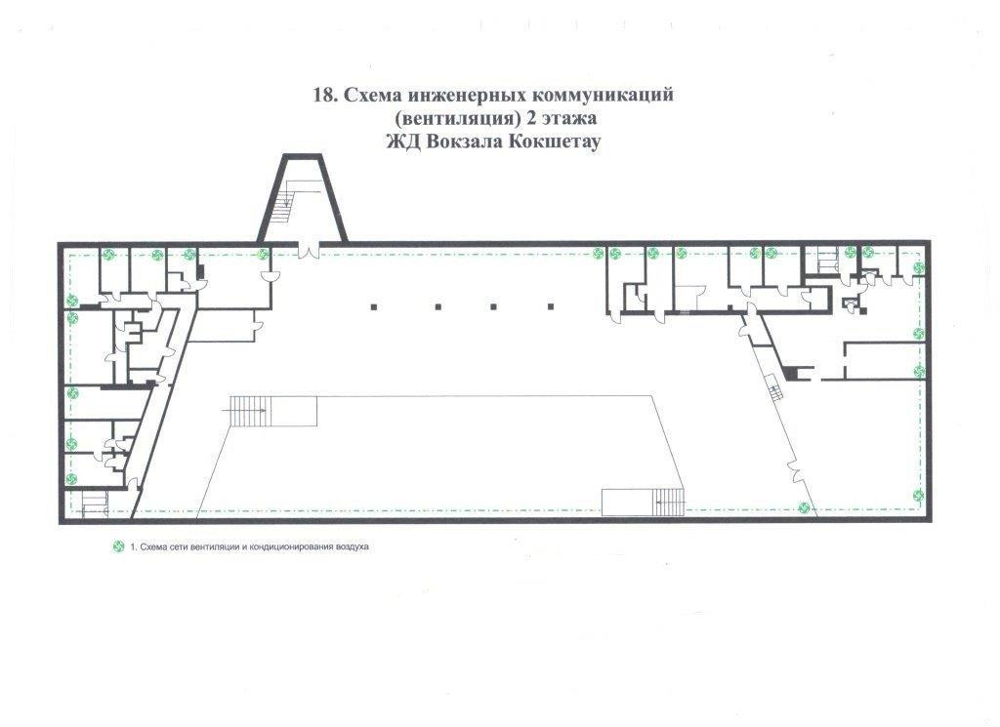 18. Схема инженерных коммуникаций
(вентиляция) 2 этажа
ЖД Вокзала Кокшетау
1. Схема сети вентиляции и кондиционирования воздуха